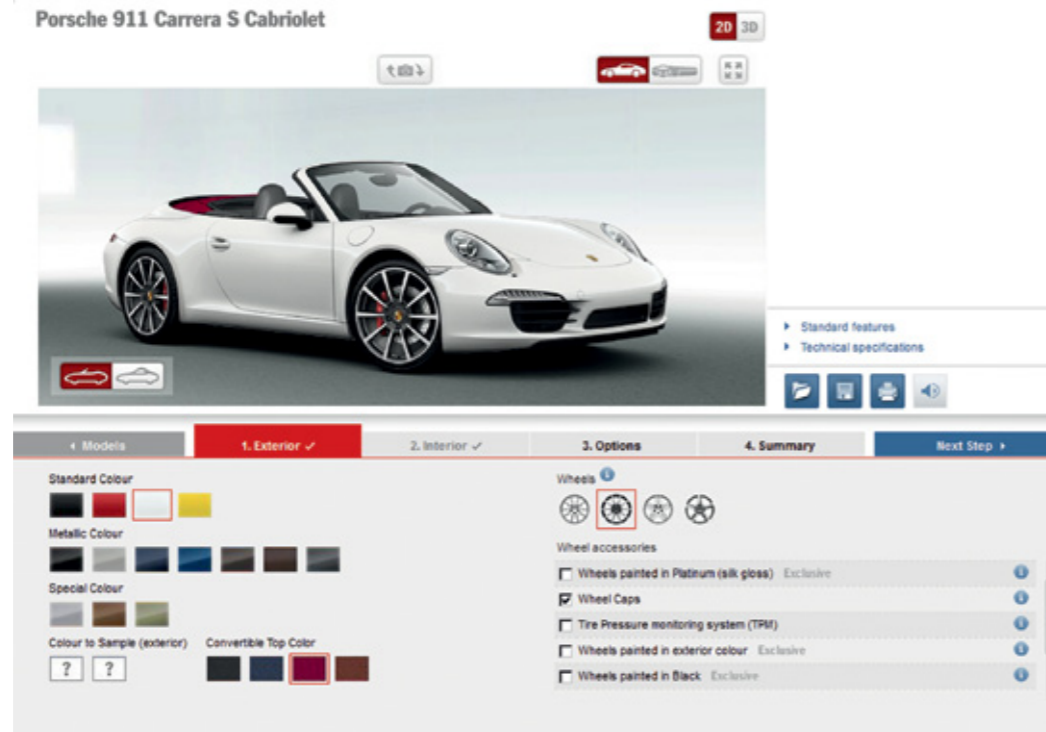 Porsche 911 Carrera S Cabriolet
2D 3D
Standard features
Technical specifications
Models
1. Exterior ✓
2. Interior ✓
3. Options
4. Summary
Next Step
Standard Colour
Metallic Colour
Special Colour
Colour to Sample (exterior)
? ?
Convertible Top Color
Wheels
Wheel accessories
Wheels painted in Platinum (silk gloss) Exclusive
Wheel Caps
Tire Pressure monitoring system (TPM)
Wheels painted in exterior colour Exclusive
Wheels painted in Black Exclusive